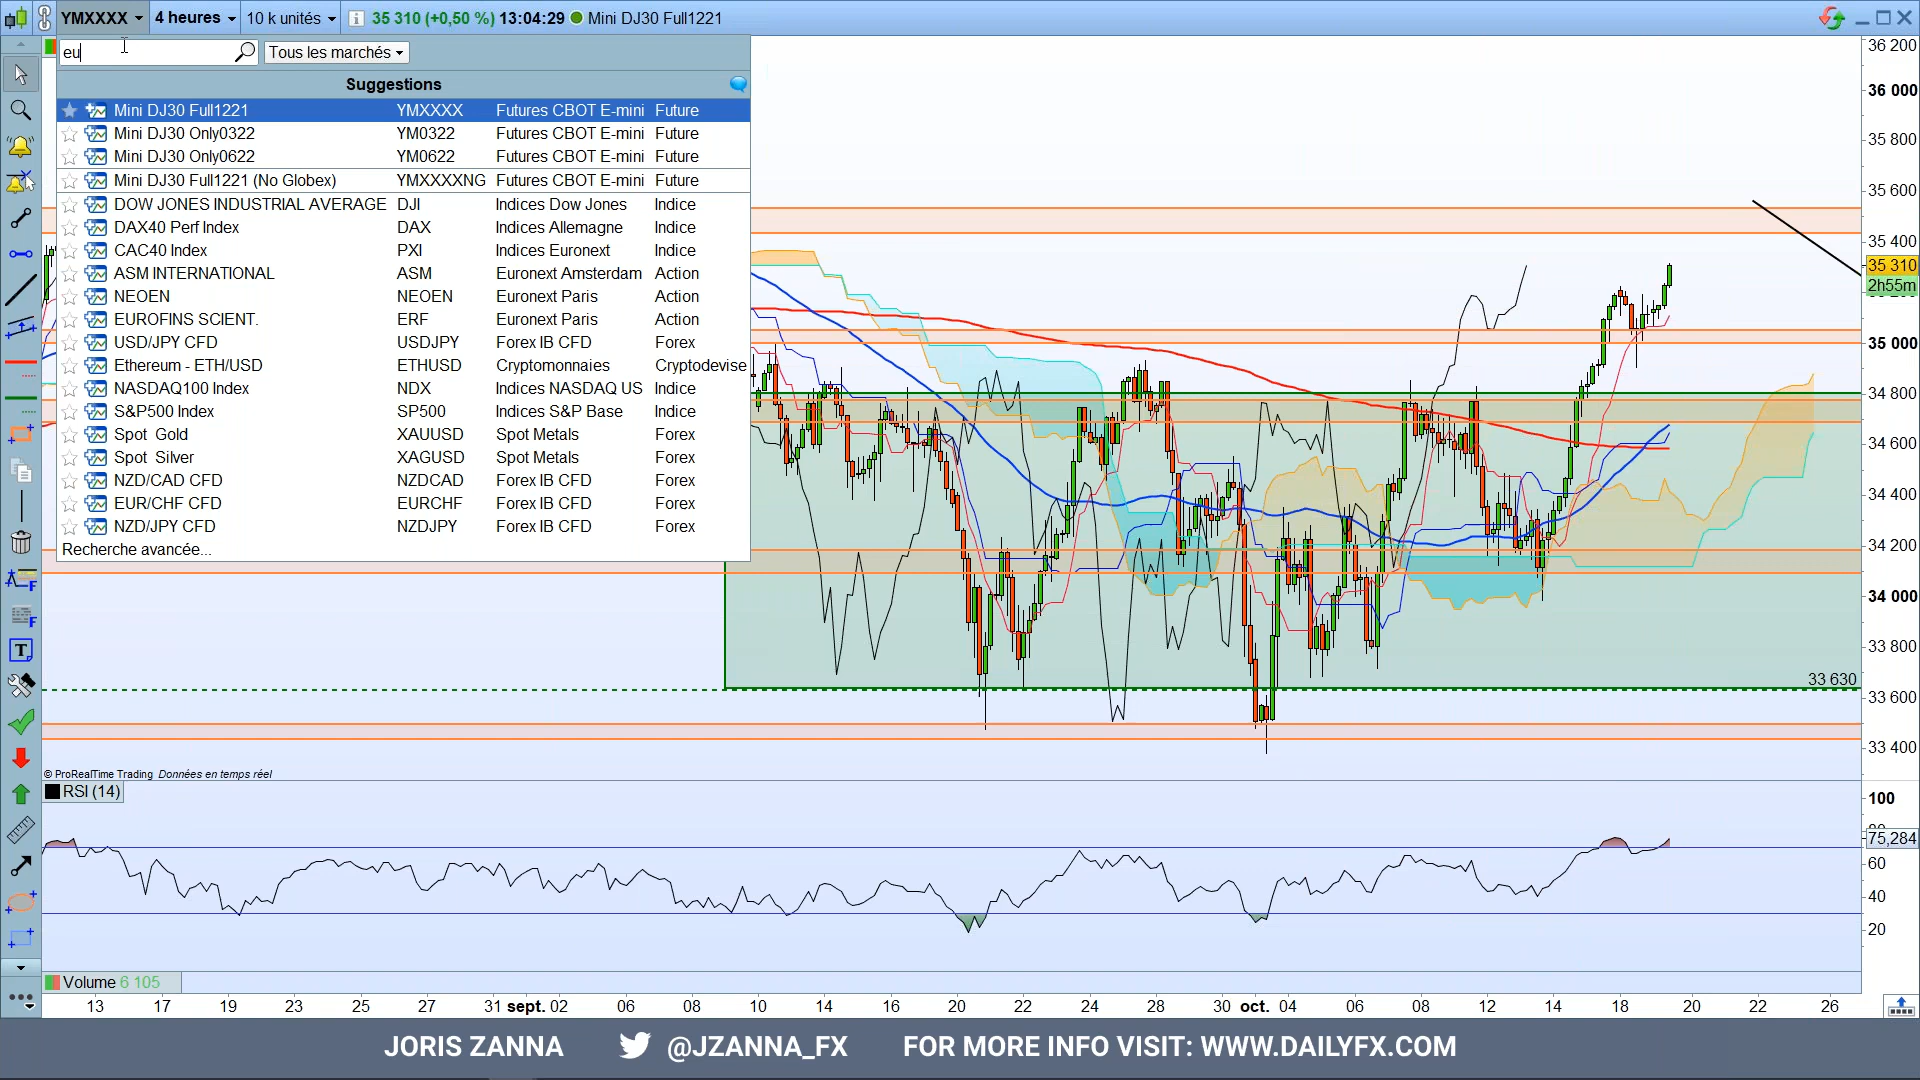 YMXXXX 4 heures 10 k unités i 35 310 (+0,50 %) 13:04:29 Mini DJ30 Full1221
eu Tous les marchés
Suggestions
Mini DJ30 Full1221 YMXXXX Futures CBOT E-mini Future
Mini DJ30 Only0322 YM0322 Futures CBOT E-mini Future
Mini DJ30 Only0622 YM0622 Futures CBOT E-mini Future
Mini DJ30 Full1221 (No Globex) YMXXXXNG Futures CBOT E-mini Future
DOW JONES INDUSTRIAL AVERAGE DJI Indices Dow Jones Indice
DAX40 Perf Index DAX Indices Allemagne Indice
CAC40 Index PXI Indices Euronext Indice
ASM INTERNATIONAL ASM Euronext Amsterdam Action
NEOEN NEOEN Euronext Paris Action
EUROFINS SCIENT. ERF Euronext Paris Action
USD/JPY CFD USDJPY Forex IB CFD Forex
Ethereum - ETH/USD ETHUSD Cryptomonnaies Cryptodevise
NASDAQ100 Index NDX Indices NASDAQ US Indice
S&P500 Index SP500 Indices S&P Base Indice
Spot Gold XAUUSD Spot Metals Forex
Spot Silver XAGUSD Spot Metals Forex
NZD/CAD CFD NZDCAD Forex IB CFD Forex
EUR/CHF CFD EURCHF Forex IB CFD Forex
NZD/JPY CFD NZDJPY Forex IB CFD Forex
Recherche avancée...
36 200
36 000
35 800
35 600
35 400
35 310
2h55m
35 000
34 800
34 600
34 400
34 200
34 000
33 800
33 630
33 600
33 400
© ProRealTime Trading Données en temps réel
RSI (14)
100
75,284
60
40
20
Volume 6 105
13 17 19 23 25 27 31 sept. 02 06 08 10 14 16 20 22 24 28 30 oct. 04 06 08 12 14 18 20 22 26
JORIS ZANNA @JZANNA_FX FOR MORE INFO VISIT: WWW.DAILYFX.COM